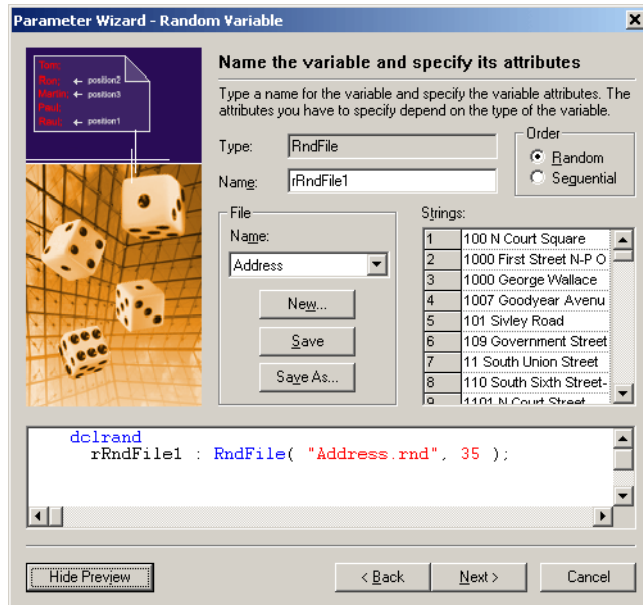 Parameter Wizard - Random Variable
Tom;
Ron; ← position2
Martin; ← position3
Paul;
Raul; ← position1
Name the variable and specify its attributes
Type a name for the variable and specify the variable attributes. The
attributes you have to specify depend on the type of the variable.
Type: RndFile
Name: rRndFile1
Order
Random
Sequential
File
Name:
Address
New...
Save
Save As...
Strings:
1 100 N Court Square
2 1000 First Street N-P O
3 1000 George Wallace
4 1007 Goodyear Avenu
5 101 Sivley Road
6 109 Government Street
7 11 South Union Street
8 110 South Sixth Street-
9 1101 N Court Street
dclrand
rRndFile1 : RndFile( "Address.rnd", 35 );
Hide Preview
< Back
Next >
Cancel